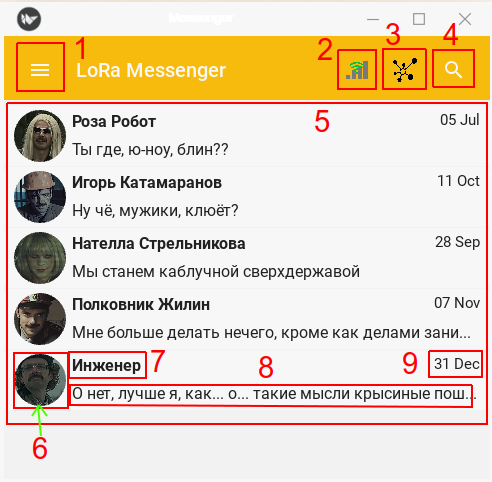 Messenger
1
2
3
4
LoRa Messenger
5
Роза Робот
05 Jul
Ты где, ю-ноу, блин??
Игорь Катамаранов
11 Oct
Ну чё, мужики, клюёт?
Нателла Стрельникова
28 Sep
Мы станем каблучной сверхдержавой
Полковник Жилин
07 Nov
Мне больше делать нечего, кроме как делами зани...
Инженер
7
8
9
31 Dec
О нет, лучше я, как... о... такие мысли крысиные пош...
6